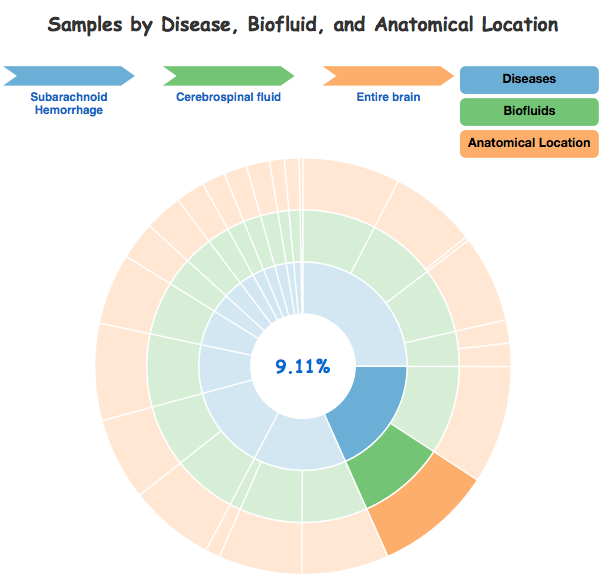 Samples by Disease, Biofluid, and Anatomical Location
Subarachnoid
Hemorrhage
Cerebrospinal fluid
Entire brain
Diseases
Biofluids
Anatomical Location
9.11%